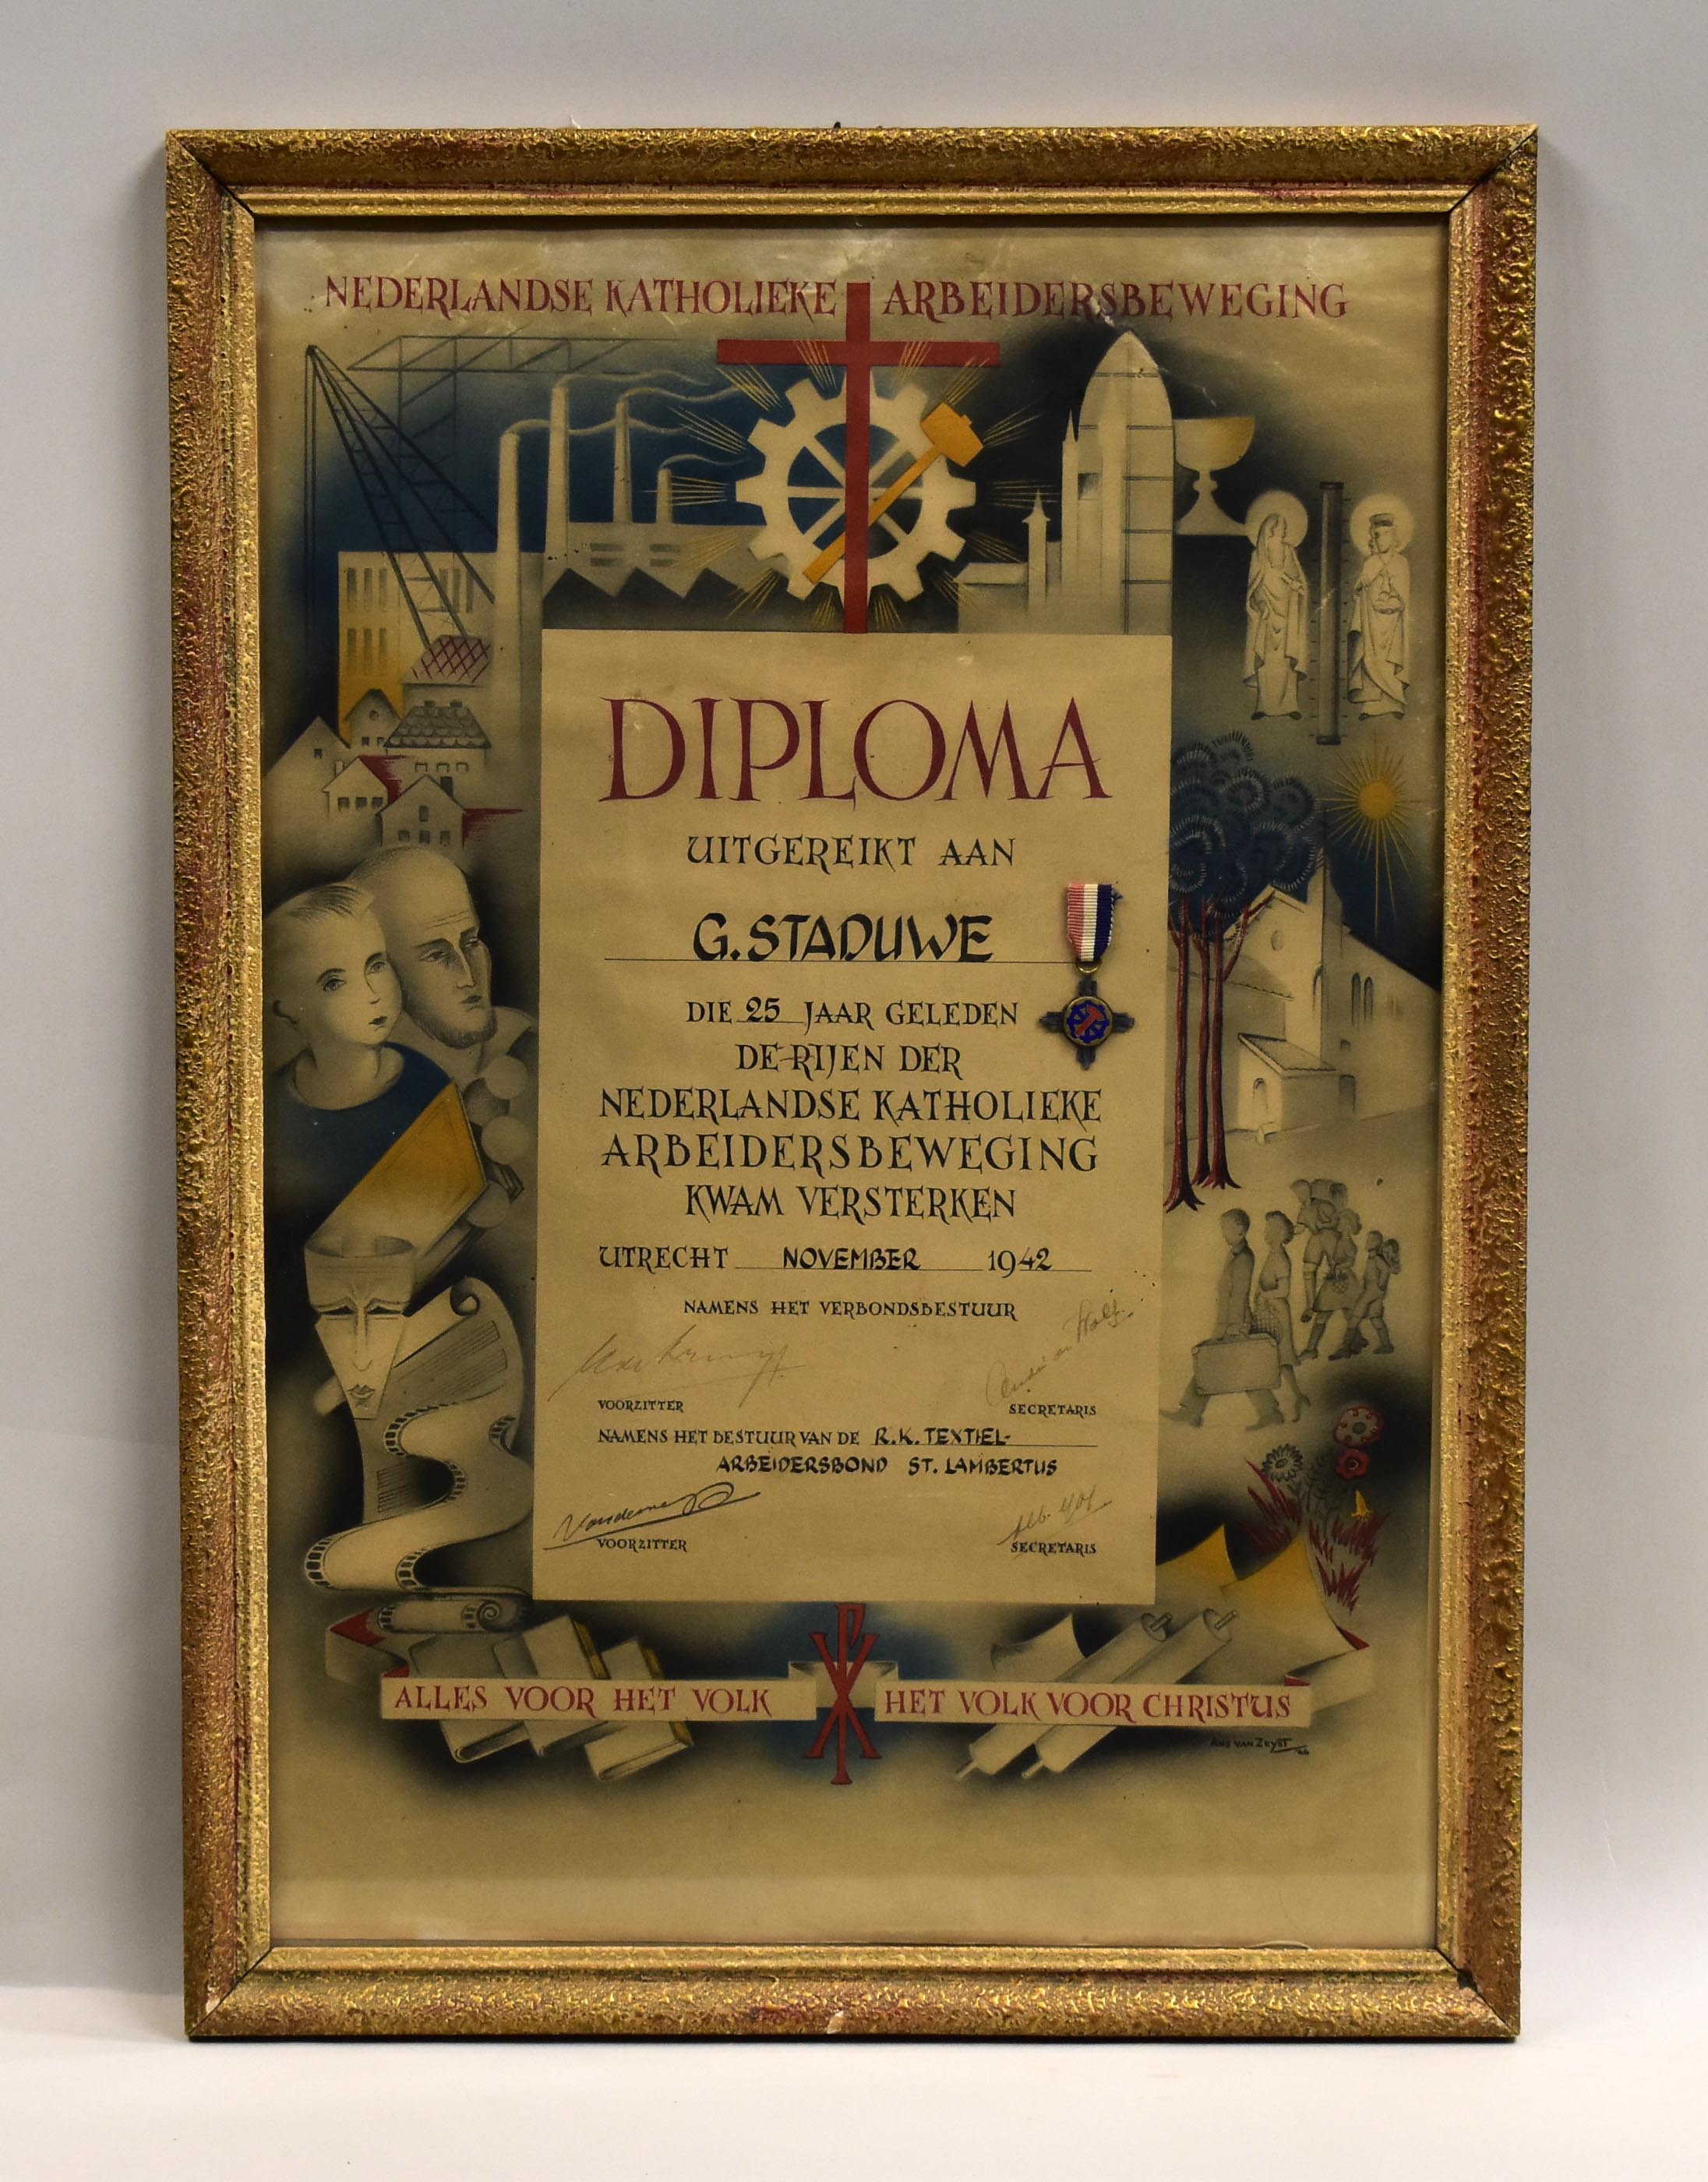 NEDERLANDSE KATHOLIEKE ARBEIDERSBEWEGING
DIPLOMA
UITGEREIKT AAN
G. STADUWE
DIE 25 JAAR GELEDEN
DE RIJEN DER
NEDERLANDSE KATHOLIEKE
ARBEIDERSBEWEGING
KWAM VERSTERKEN
UTRECHT NOVEMBER 1942
NAMENS HET VERBONDSBESTUUR
VOORZITTER SECRETARIS
NAMENS HET BESTUUR VAN DE R.K. TEXTIEL-
ARBEIDERSBOND ST. LAMBERTUS
VOORZITTER SECRETARIS
ALLES VOOR HET VOLK HET VOLK VOOR CHRISTUS
VAN ZEYST